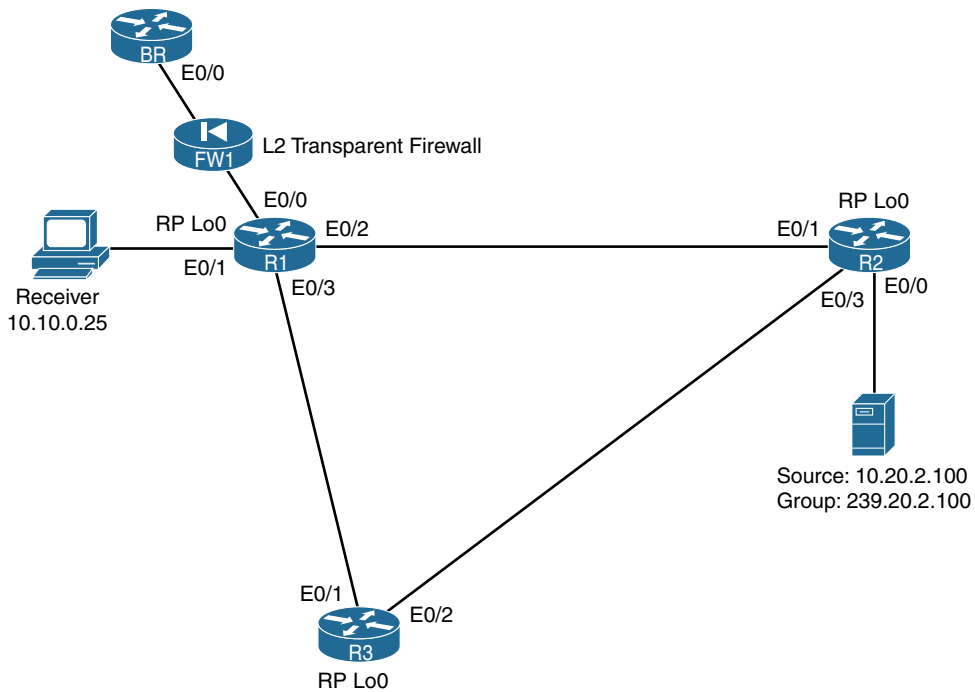 BR
E0/0
FW1
L2 Transparent Firewall
E0/0
RP Lo0
E0/2
E0/1
R1
E0/3
Receiver
10.10.0.25
RP Lo0
E0/1
R2
E0/0
E0/3
Source: 10.20.2.100
Group: 239.20.2.100
E0/1
E0/2
R3
RP Lo0